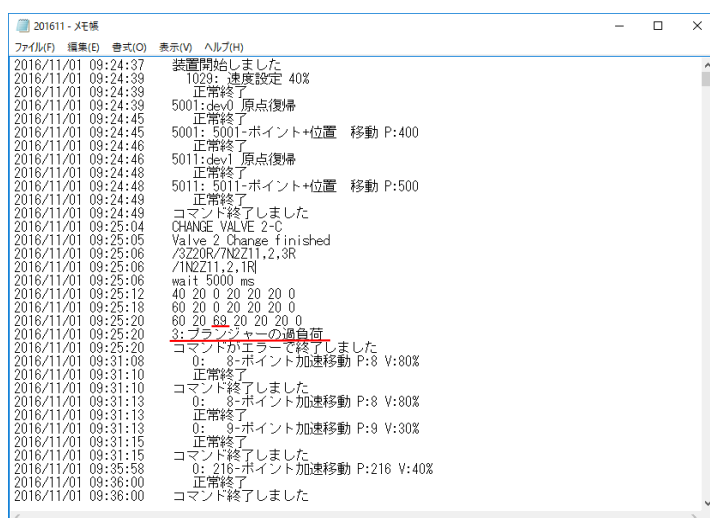 201611 - メモ帳
ファイル(F) 編集(E) 書式(O) 表示(V) ヘルプ(H)
2016/11/01 09:24:37 装置開始しました
2016/11/01 09:24:39 1029: 速度設定 40%
2016/11/01 09:24:39 正常終了
2016/11/01 09:24:39 5001:dev0 原点復帰
2016/11/01 09:24:45 正常終了
2016/11/01 09:24:45 5001: 5001-ポイント+位置 移動 P:400
2016/11/01 09:24:46 正常終了
2016/11/01 09:24:46 5011:dev1 原点復帰
2016/11/01 09:24:48 正常終了
2016/11/01 09:24:48 5011: 5011-ポイント+位置 移動 P:500
2016/11/01 09:24:49 正常終了
2016/11/01 09:24:49 コマンド終了しました
2016/11/01 09:25:04 CHANGE VALVE 2-C
2016/11/01 09:25:05 Valve 2 Change finished
2016/11/01 09:25:06 /3Z20R/7N2Z11,2,3R
2016/11/01 09:25:06 /1N2Z11,2,1R
2016/11/01 09:25:06 wait 5000 ms
2016/11/01 09:25:12 40 20 0 20 20 20 0
2016/11/01 09:25:18 60 20 0 20 20 20 0
2016/11/01 09:25:20 60 20 69 20 20 20 0
2016/11/01 09:25:20 3:プランジャーの過負荷
2016/11/01 09:25:20 コマンドがエラーで終了しました
2016/11/01 09:31:08 0: 8-ポイント加速移動 P:8 V:80%
2016/11/01 09:31:10 正常終了
2016/11/01 09:31:10 コマンド終了しました
2016/11/01 09:31:13 0: 8-ポイント加速移動 P:8 V:80%
2016/11/01 09:31:13 正常終了
2016/11/01 09:31:13 0: 9-ポイント加速移動 P:9 V:30%
2016/11/01 09:31:15 正常終了
2016/11/01 09:31:15 コマンド終了しました
2016/11/01 09:35:58 0: 216-ポイント加速移動 P:216 V:40%
2016/11/01 09:36:00 正常終了
2016/11/01 09:36:00 コマンド終了しました